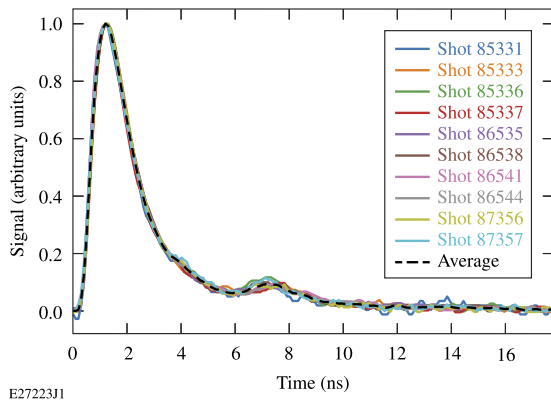 Signal (arbitrary units)
1.0
0.8
0.6
0.4
0.2
0.0
0 2 4 6 8 10 12 14 16
Time (ns)
Shot 85331
Shot 85333
Shot 85336
Shot 85337
Shot 86535
Shot 86538
Shot 86541
Shot 86544
Shot 87356
Shot 87357
Average
E27223J1